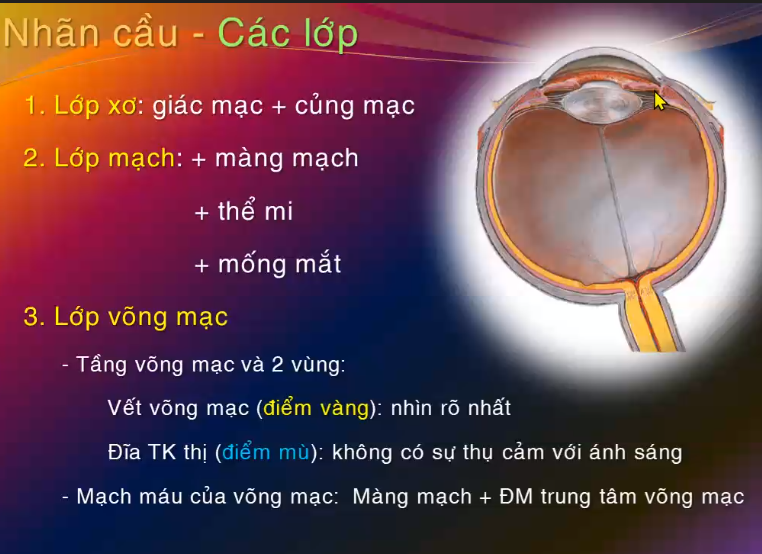 Nhãn cầu - Các lớp
1. Lớp xơ: giác mạc + củng mạc
2. Lớp mạch: + màng mạch
+ thể mi
+ mống mắt
3. Lớp võng mạc
- Tầng võng mạc và 2 vùng:
Vết võng mạc (điểm vàng): nhìn rõ nhất
Đĩa TK thị (điểm mù): không có sự thụ cảm với ánh sáng
- Mạch máu của võng mạc: Màng mạch + ĐM trung tâm võng mạc